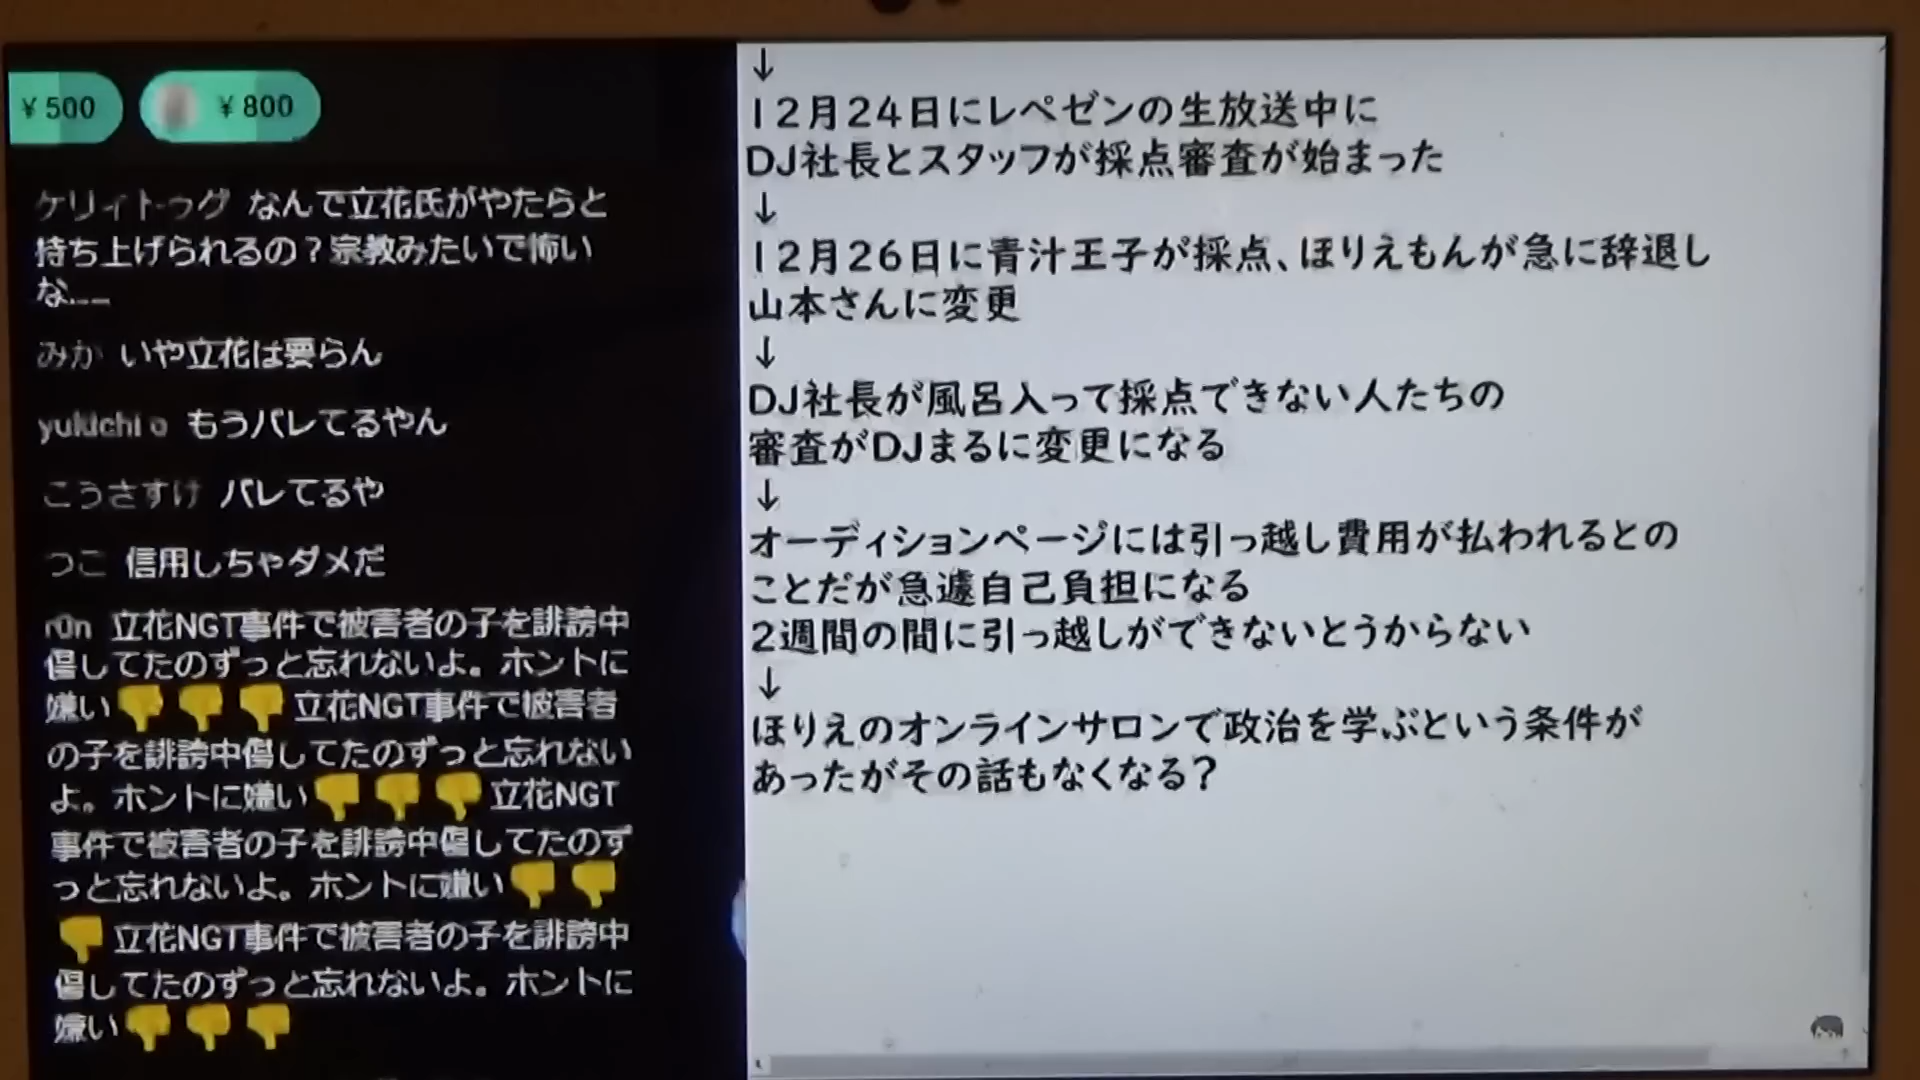 ¥500
¥800
ケリィトゥグ なんで立花氏がやたらと
持ち上げられるの?宗教みたいで怖い
な......
みか いや立花は要らん
yukichi o もうバレてるやん
こうさすけ バレてるや
つこ 信用しちゃダメだ
r0n 立花NGT事件で被害者の子を誹謗中
傷してたのずっと忘れないよ。ホントに
嫌い👎👎👎立花NGT事件で被害者
の子を誹謗中傷してたのずっと忘れない
よ。ホントに嫌い👎👎👎立花NGT
事件で被害者の子を誹謗中傷してたのず
っと忘れないよ。ホントに嫌い👎👎
👎立花NGT事件で被害者の子を誹謗中
傷してたのずっと忘れないよ。ホントに
嫌い👎👎👎
↓
12月24日にレペゼンの生放送中に
DJ社長とスタッフが採点審査が始まった
↓
12月26日に青汁王子が採点、ほりえもんが急に辞退し
山本さんに変更
↓
DJ社長が風呂入って採点できない人たちの
審査がDJまるに変更になる
↓
オーディションページには引っ越し費用が払われるとの
ことだが急遽自己負担になる
2週間の間に引っ越しができないとうからない
↓
ほりえのオンラインサロンで政治を学ぶという条件が
あったがその話もなくなる?